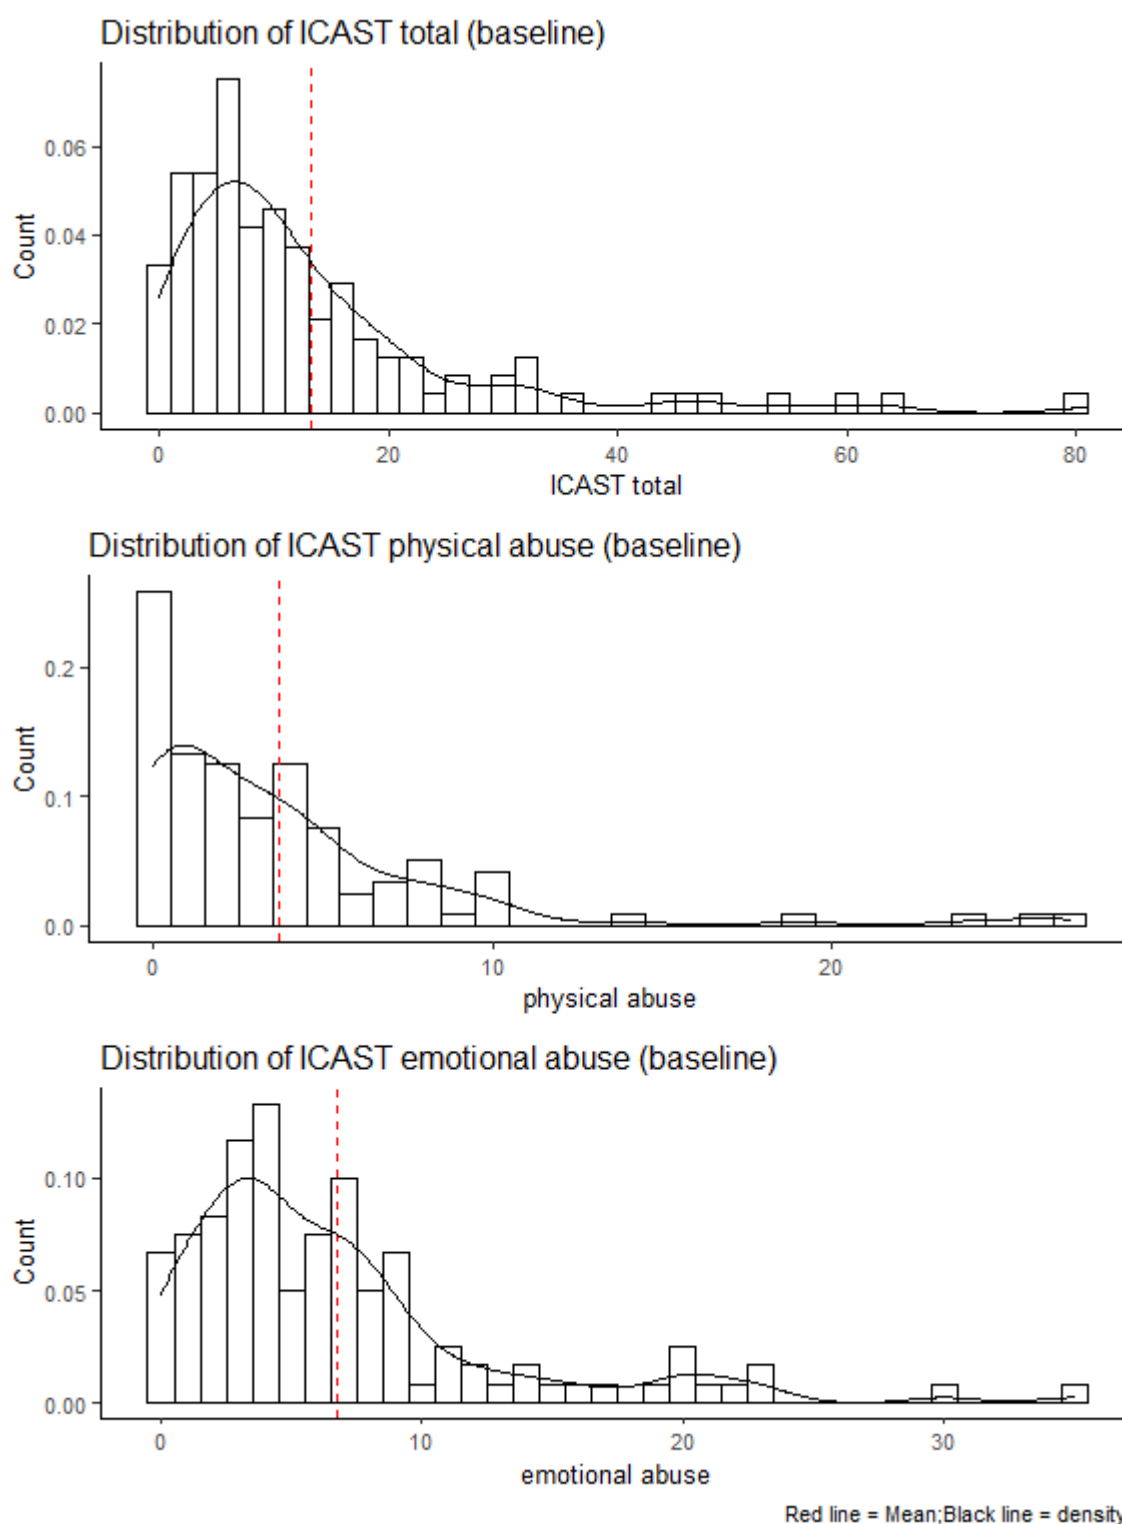 Distribution of ICAST total (baseline)
Count
0.06
0.04
0.02
0.00
0 20 40 60 80
ICAST total
Distribution of ICAST physical abuse (baseline)
Count
0.2
0.1
0.0
0 10 20
physical abuse
Distribution of ICAST emotional abuse (baseline)
Count
0.10
0.05
0.00
0 10 20 30
emotional abuse
Red line = Mean;Black line = density